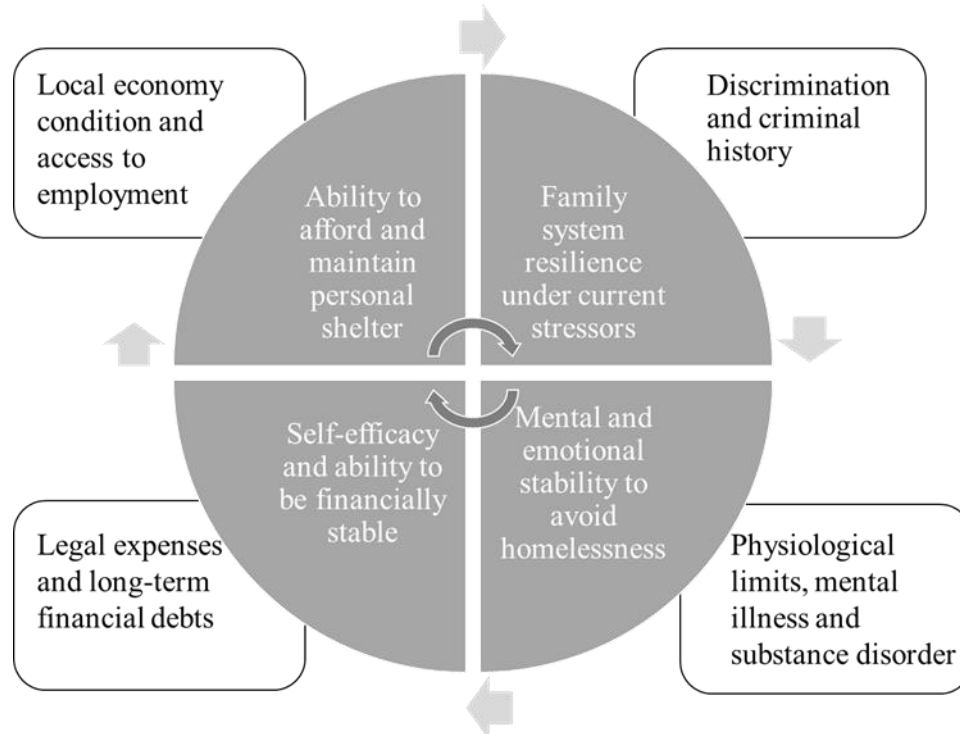 Local economy
condition and
access to
employment
Discrimination
and criminal
history
Ability to
afford and
maintain
personal
shelter
Family
system
resilience
under current
stressors
Self-efficacy
and ability to
be financially
stable
Mental and
emotional
stability to
avoid
homelessness
Legal expenses
and long-term
financial debts
Physiological
limits, mental
illness and
substance disorder